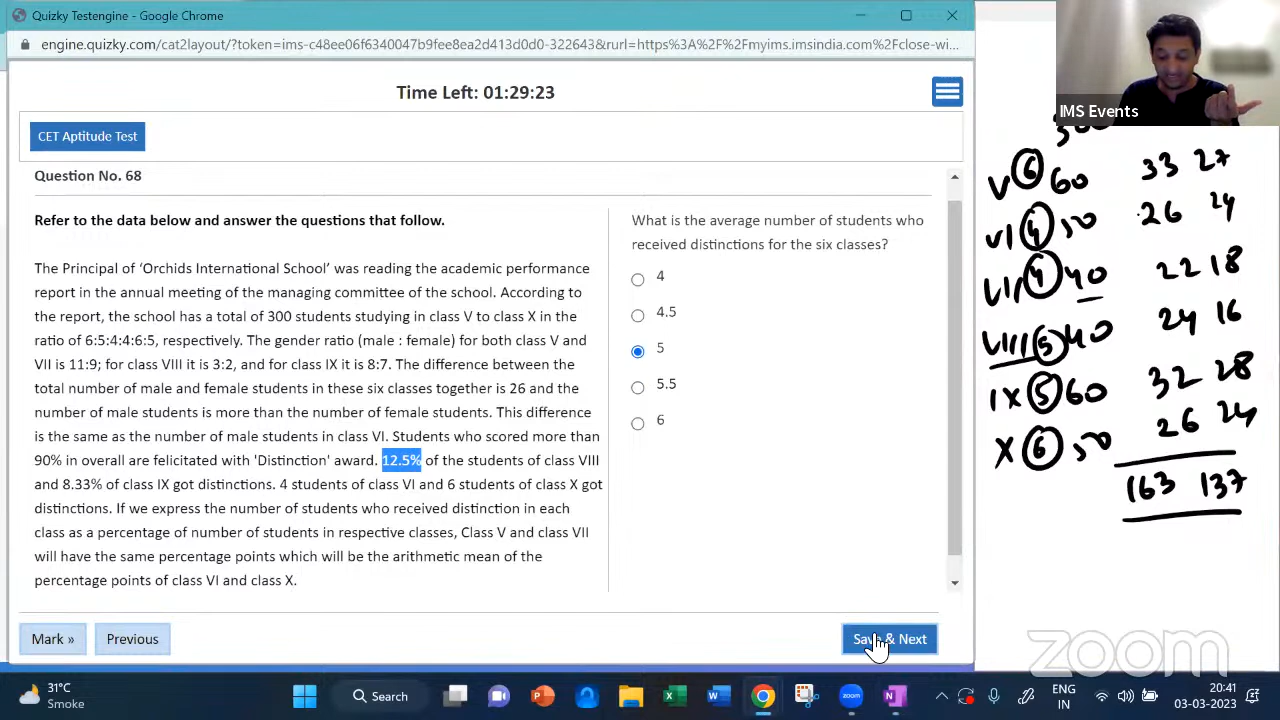 Quizky Testengine - Google Chrome
engine.quizky.com/cat2layout/?token=ims-c48ee06f6340047b9fee8ea2d413d0d0-322643&rurl=https%3A%2F%2Fmyims.imsindia.com%2Fclose-wi...
Time Left: 01:29:23
CET Aptitude Test
Question No. 68
Refer to the data below and answer the questions that follow.
The Principal of ‘Orchids International School’ was reading the academic performance
report in the annual meeting of the managing committee of the school. According to
the report, the school has a total of 300 students studying in class V to class X in the
ratio of 6:5:4:4:6:5, respectively. The gender ratio (male : female) for both class V and
VII is 11:9; for class VIII it is 3:2, and for class IX it is 8:7. The difference between the
total number of male and female students in these six classes together is 26 and the
number of male students is more than the number of female students. This difference
is the same as the number of male students in class VI. Students who scored more than
90% in overall are felicitated with 'Distinction' award. 12.5% of the students of class VIII
and 8.33% of class IX got distinctions. 4 students of class VI and 6 students of class X got
distinctions. If we express the number of students who received distinction in each
class as a percentage of number of students in respective classes, Class V and class VII
will have the same percentage points which will be the arithmetic mean of the
percentage points of class VI and class X.
What is the average number of students who
received distinctions for the six classes?
4
4.5
5
5.5
6
Mark »
Previous
Save & Next
IMS Events
V 6 60 33 27
VI 4 50 26 24
VII 4 40 22 18
VIII 5 40 24 16
IX 5 60 32 28
X 6 50 26 24
163 137
zoom
31°C
Smoke
Search
ENG
IN
20:41
03-03-2023